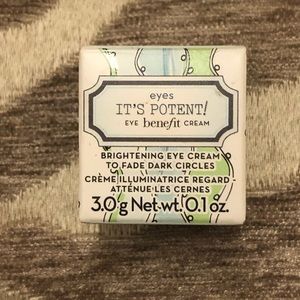 eyes
IT'S POTENT!
EYE benefit CREAM
BRIGHTENING EYE CREAM
TO FADE DARK CIRCLES
CRÈME ILLUMINATRICE REGARD
ATTÉNUE LES CERNES
3.0 g Net wt. 0.1 oz.